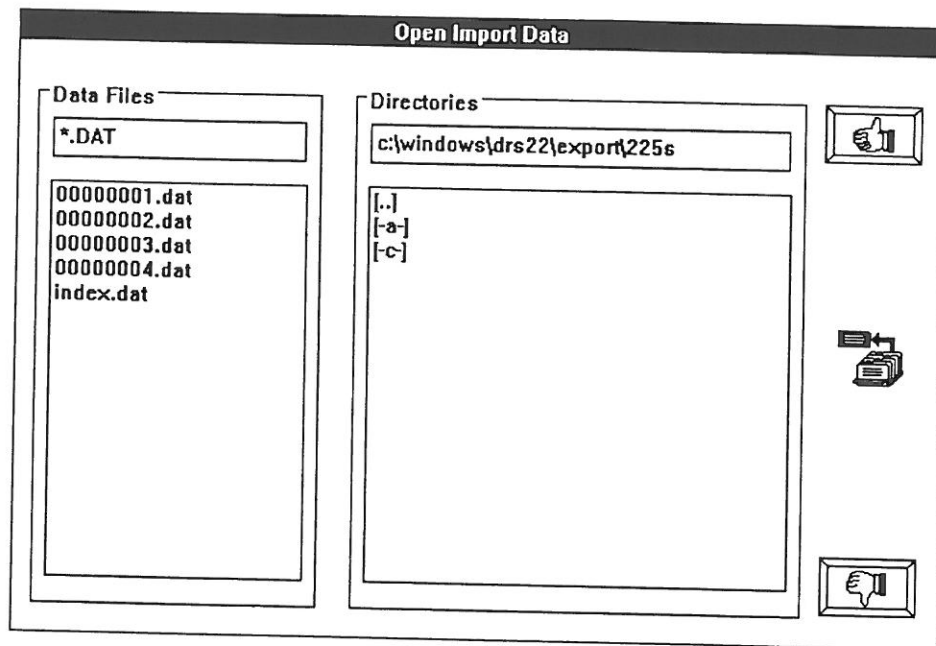 Open Import Data
Data Files
*.DAT
00000001.dat
00000002.dat
00000003.dat
00000004.dat
index.dat
Directories
c:\windows\drs22\export\225s
[..]
[-a-]
[-c-]